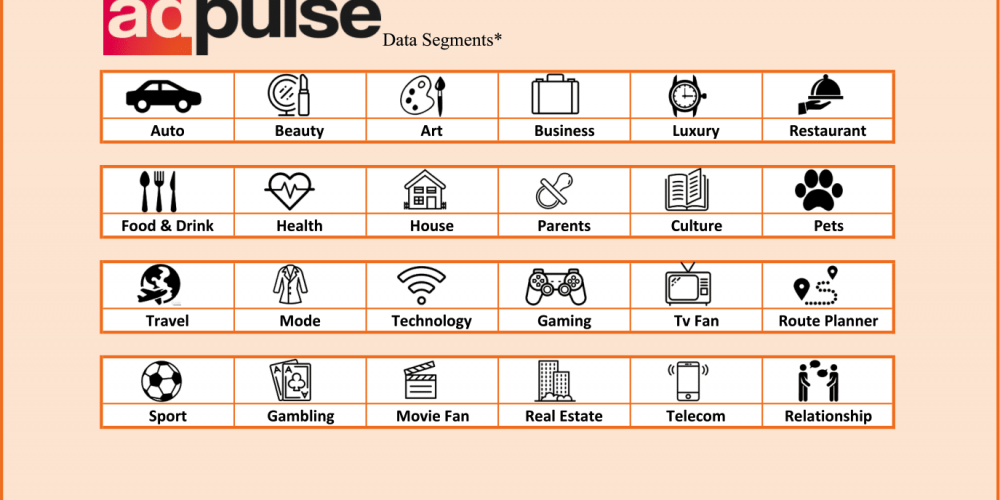 adpulse
Data Segments*
Auto Beauty Art Business Luxury Restaurant
Food & Drink Health House Parents Culture Pets
Travel Mode Technology Gaming Tv Fan Route Planner
A A
Sport Gambling Movie Fan Real Estate Telecom Relationship